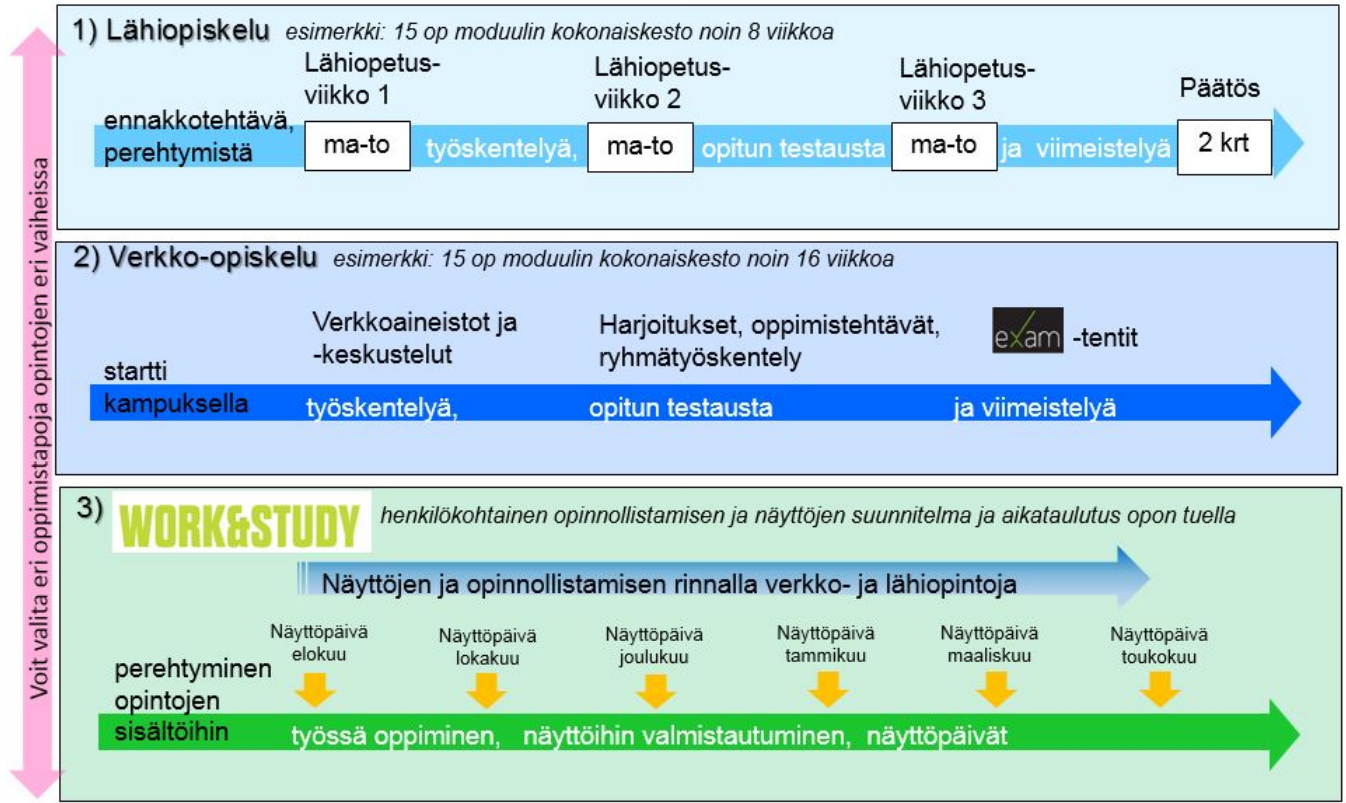 Voit valita eri oppimistapoja opintojen eri vaiheissa
1) Lähiopiskelu esimerkki: 15 op moduulin kokonaiskesto noin 8 viikkoa
Lähiopetus-
viikko 1
Lähiopetus-
viikko 2
Lähiopetus-
viikko 3
Päätös
ennakkotehtävä,
perehtymistä
ma-to
työskentelyä,
ma-to
opitun testausta
ma-to
ja viimeistelyä
2 krt
2) Verkko-opiskelu esimerkki: 15 op moduulin kokonaiskesto noin 16 viikkoa
Verkkoaineistot ja
-keskustelut
Harjoitukset, oppimistehtävät,
ryhmätyöskentely
exam -tentit
startti
kampuksella
työskentelyä,
opitun testausta
ja viimeistelyä
3) WORK&STUDY henkilökohtainen opinnollistamisen ja näyttöjen suunnitelma ja aikataulutus opon tuella
Näyttöjen ja opinnollistamisen rinnalla verkko- ja lähiopintoja
Näyttöpäivä
elokuu
Näyttöpäivä
lokakuu
Näyttöpäivä
joulukuu
Näyttöpäivä
tammikuu
Näyttöpäivä
maaliskuu
Näyttöpäivä
toukokuu
perehtyminen
opintojen
sisältöihin
työssä oppiminen, näyttöihin valmistautuminen, näyttöpäivät